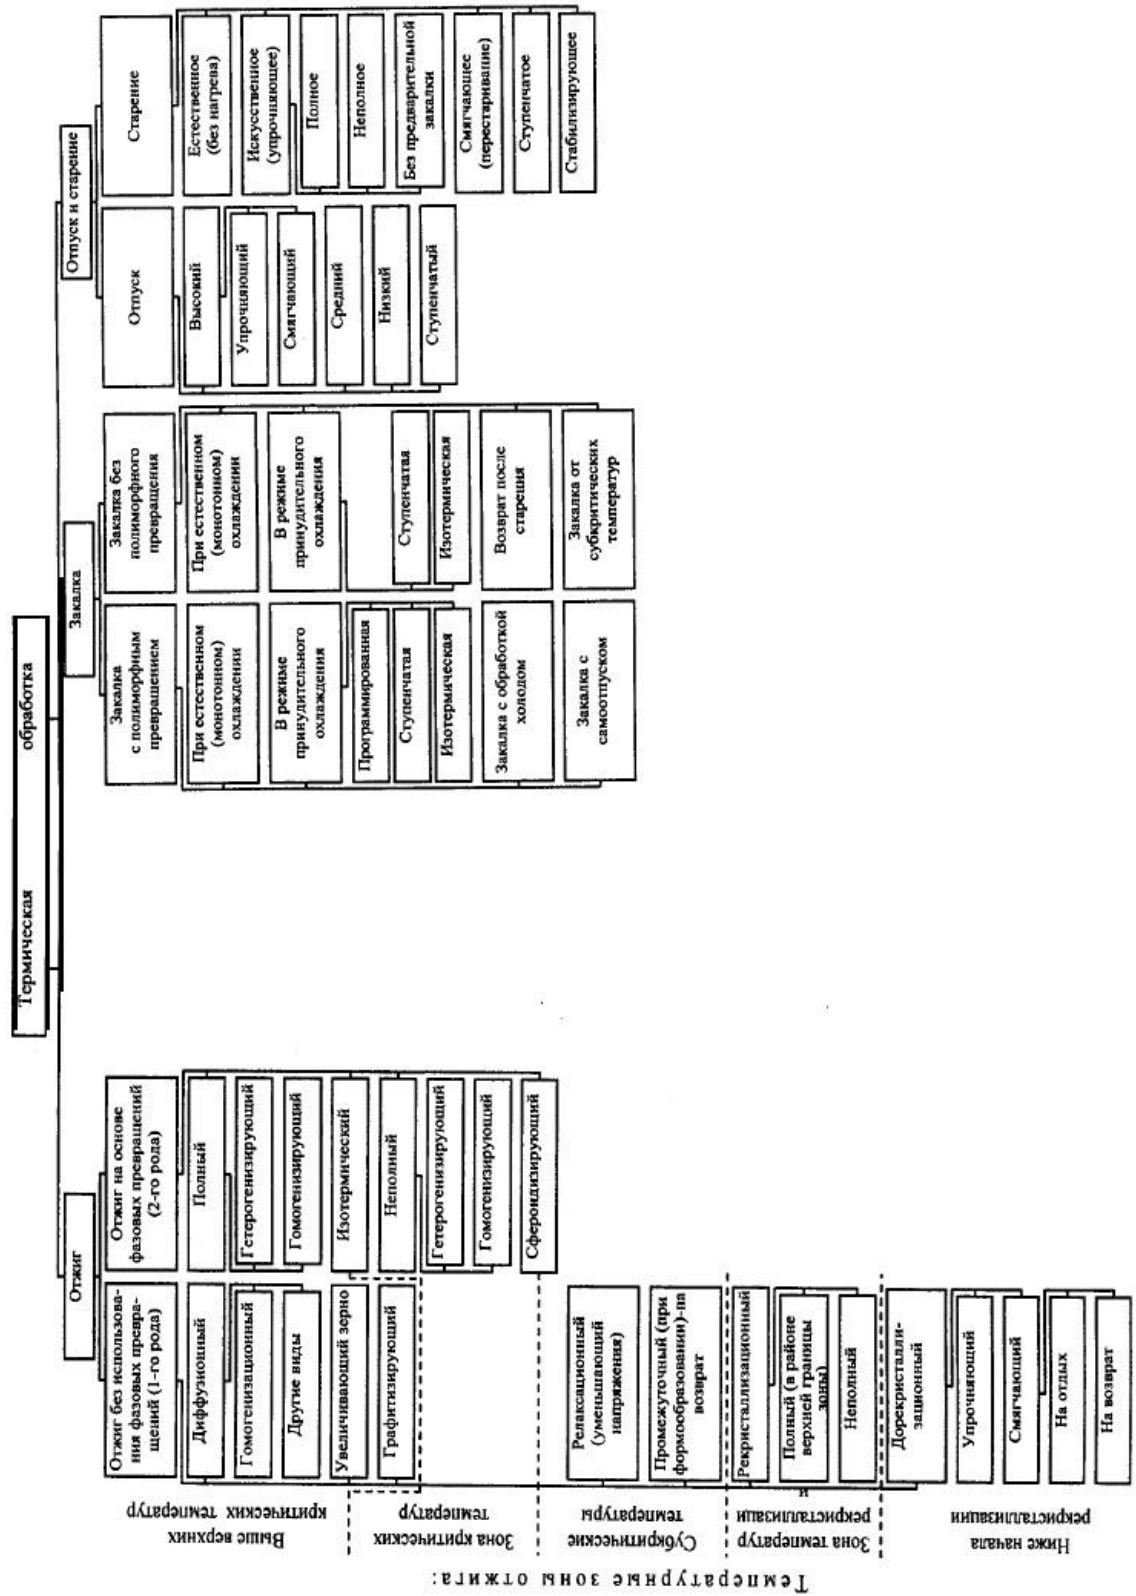 Термическая обработка
Отжиг
Отжиг без использова-
ния фазовых превра-
щений (1-го рода)
Диффузионный
Гомогенизационный
Другие виды
Увеличивающий зерно
Графитизирующий
Релаксационный
(уменьшающий
напряжения)
Промежуточный (при
формообразовании)-на
возврат
Рекристаллизационный
Полный (в районе
верхней границы
зоны)
Неполный
Дорекристалли-
зационный
Упрочняющий
Смягчающий
На отдых
На возврат
Отжиг на основе
фазовых превращений
(2-го рода)
Полный
Гетерогенизирующий
Гомогенизирующий
Изотермический
Неполный
Гетерогенизирующий
Гомогенизирующий
Сфероидизирующий
Закалка
Закалка
с полиморфным
превращением
При естественном
(монотонном)
охлаждении
В режиме
принудительного
охлаждения
Программированная
Ступенчатая
Изотермическая
Закалка с обработкой
холодом
Закалка с
самоотпуском
Закалка без
полиморфного
превращения
При естественном
(монотонном)
охлаждении
В режиме
принудительного
охлаждения
Ступенчатая
Изотермическая
Возврат после
старения
Закалка от
субкритических
температур
Отпуск и старение
Отпуск
Высокий
Упрочняющий
Смягчающий
Средний
Низкий
Ступенчатый
Старение
Естественное
(без нагрева)
Искусственное
(упрочняющее)
Полное
Неполное
Без предварительной
закалки
Смягчающее
(перестаривание)
Ступенчатое
Стабилизирующее
Температурные зоны отжига:
Выше верхних
критических температур
Зона критических
температур
Субкритические
температуры
Зона температур
рекристаллизаци
и
Ниже начала
рекристаллизации